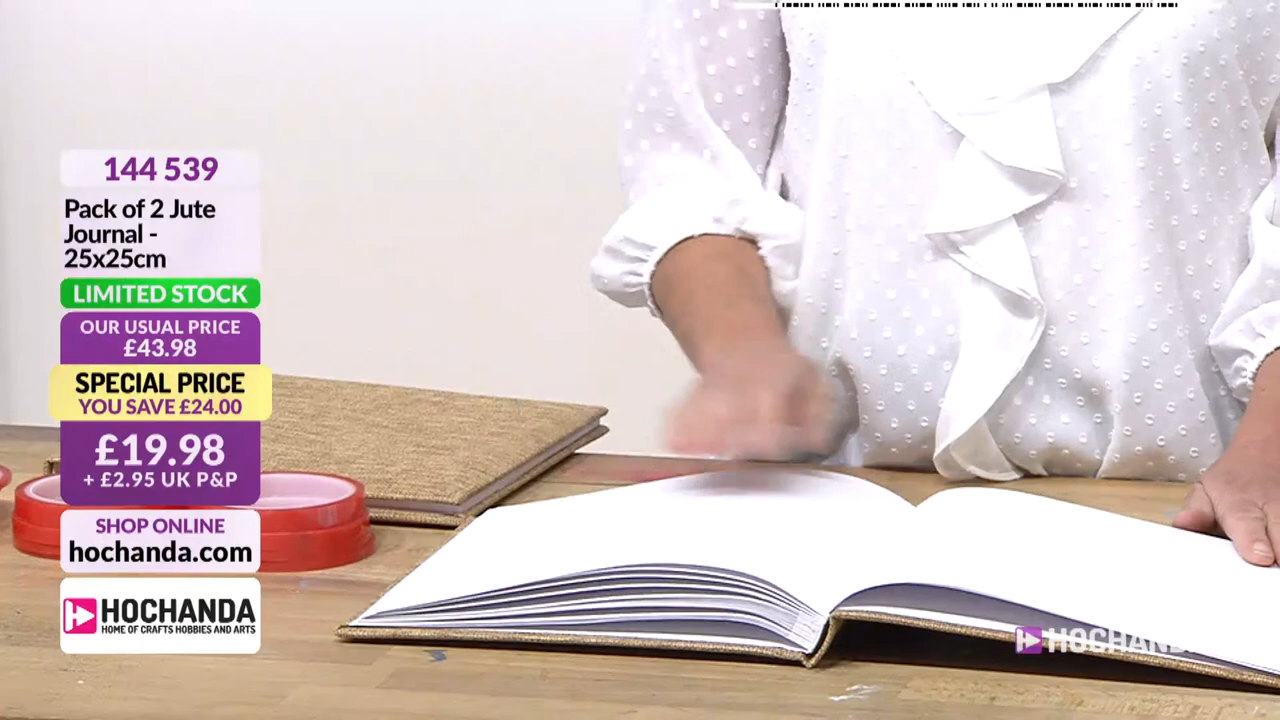 144 539
Pack of 2 Jute
Journal -
25x25cm
LIMITED STOCK
OUR USUAL PRICE
£43.98
SPECIAL PRICE
YOU SAVE £24.00
£19.98
+ £2.95 UK P&P
SHOP ONLINE
hochanda.com
HOCHANDA
HOME OF CRAFTS HOBBIES AND ARTS
HOCHAND